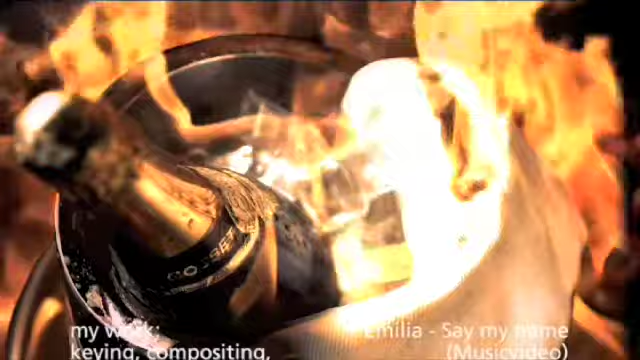 my work:
keying, compositing,
Emilia - Say my name
(Musicvideo)